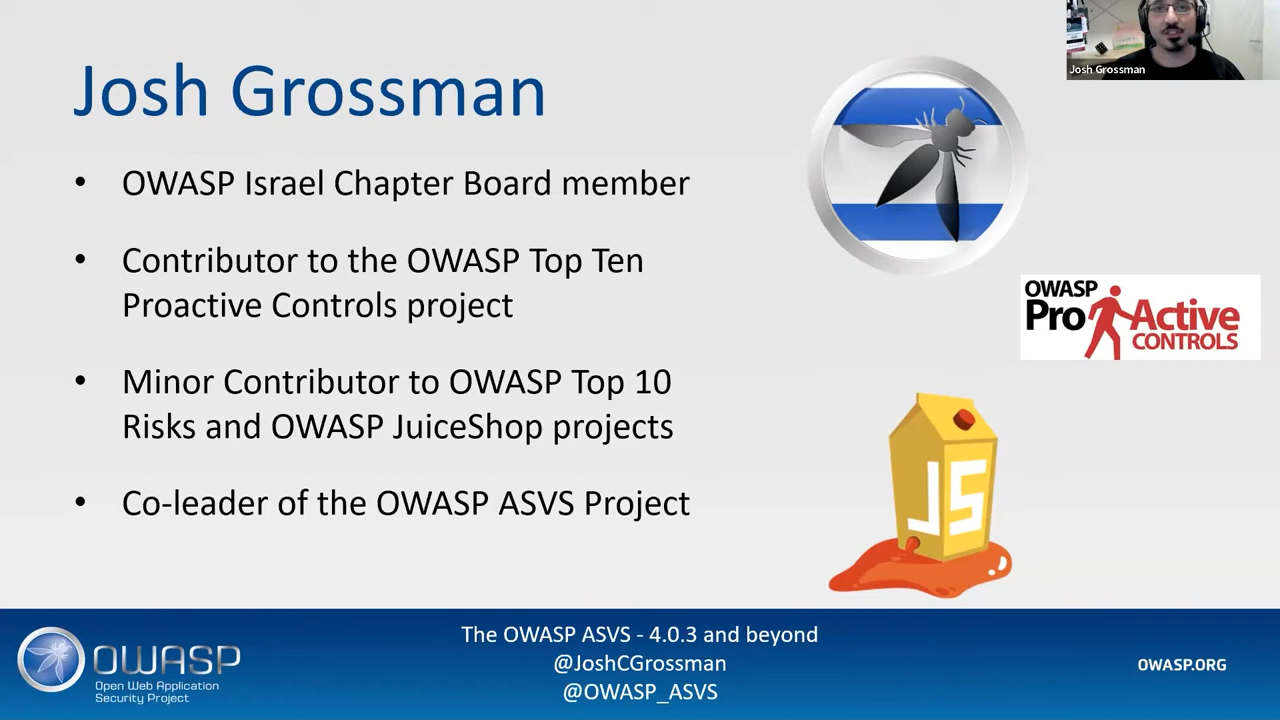 Josh Grossman
Josh Grossman
• OWASP Israel Chapter Board member
• Contributor to the OWASP Top Ten
Proactive Controls project
• Minor Contributor to OWASP Top 10
Risks and OWASP JuiceShop projects
• Co-leader of the OWASP ASVS Project
OWASP
ProActive
CONTROLS
JS
OWASP
Open Web Application
Security Project
The OWASP ASVS - 4.0.3 and beyond
@JoshCGrossman
@OWASP_ASVS
OWASP.ORG